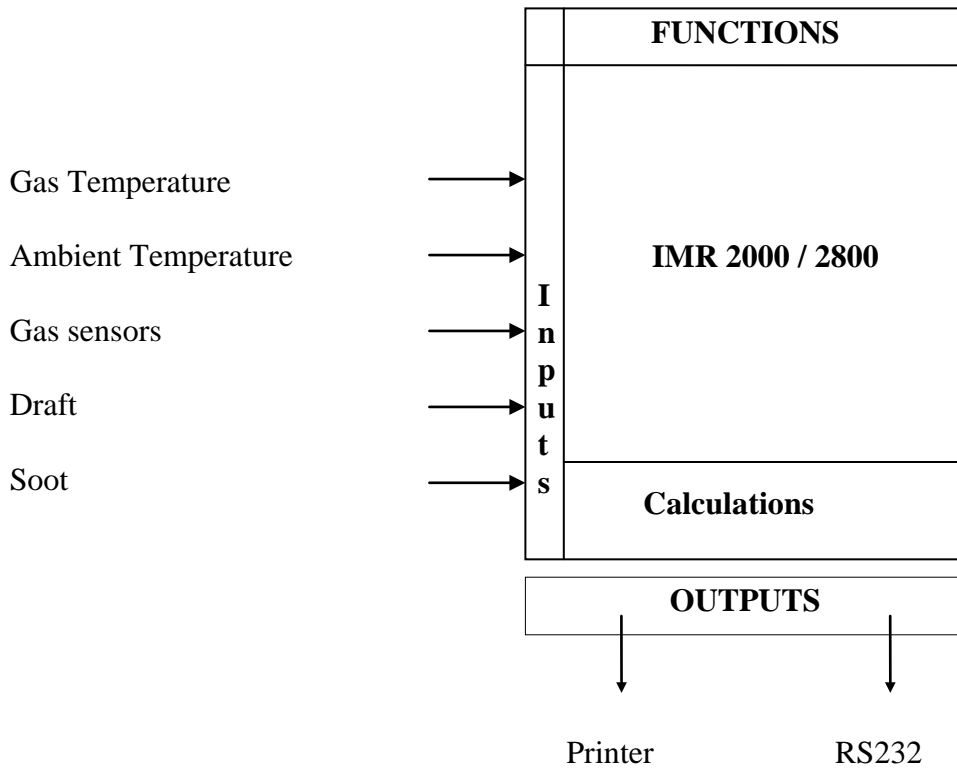 FUNCTIONS
Gas Temperature
Ambient Temperature
IMR 2000 / 2800
Gas sensors
Draft
Soot
Inputs
Calculations
OUTPUTS
Printer
RS232